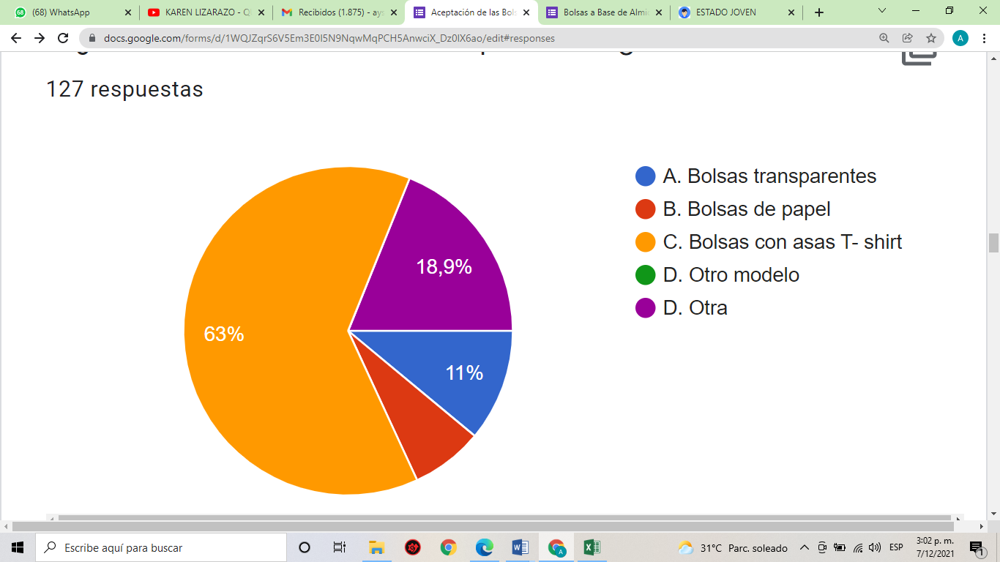 (68) WhatsApp
KAREN LIZARAZO - Q
Recibidos (1.875) - ays
Aceptación de las Bols
Bolsas a Base de Almi
ESTADO JOVEN
docs.google.com/forms/d/1WQJZqrS6V5Em3E0I5N9NqwMqPCH5AnwciX_Dz0lX6ao/edit#responses
A
127 respuestas
A. Bolsas transparentes
B. Bolsas de papel
C. Bolsas con asas T- shirt
D. Otro modelo
D. Otra
18,9%
63%
11%
Escribe aquí para buscar
31°C Parc. soleado
ESP
3:02 p. m.
7/12/2021
1